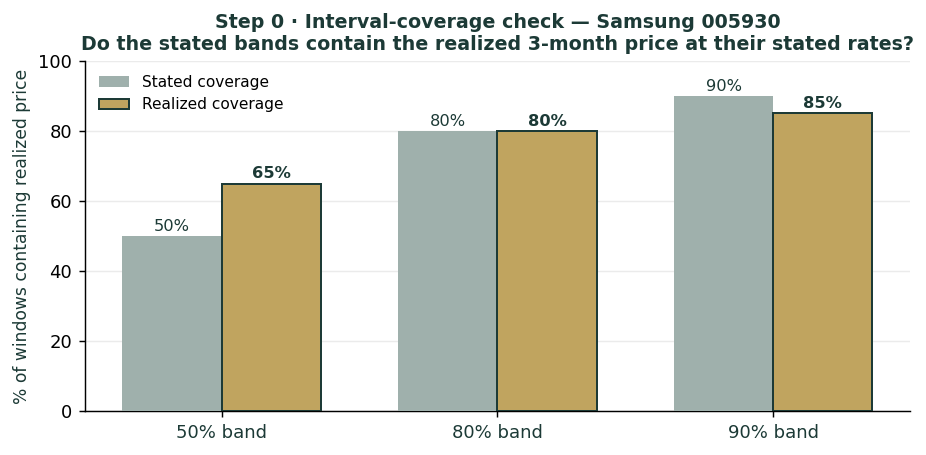 Step 0 · Interval-coverage check — Samsung 005930
Do the stated bands contain the realized 3-month price at their stated rates?
% of windows containing realized price
100
80
60
40
20
0
Stated coverage
Realized coverage
50%
65%
80%
80%
90%
85%
50% band
80% band
90% band